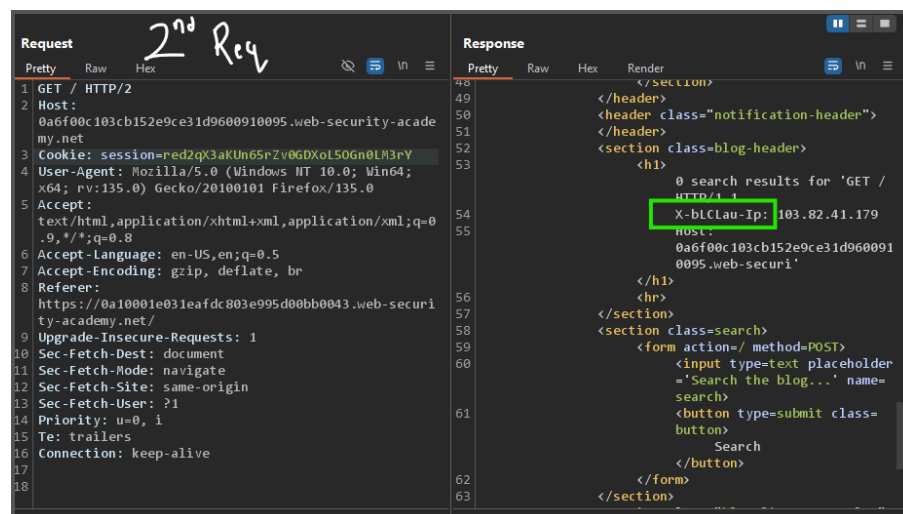 2nd Req
Request
Pretty Raw Hex \n
1 GET / HTTP/2
2 Host:
0a6f00c103cb152e9ce31d9600910095.web-security-acade
my.net
3 Cookie: session=red2qX3aKUn65rZv0GDXoL5OGn0LM3rY
4 User-Agent: Mozilla/5.0 (Windows NT 10.0; Win64;
x64; rv:135.0) Gecko/20100101 Firefox/135.0
5 Accept:
text/html,application/xhtml+xml,application/xml;q=0
.9,*/*;q=0.8
6 Accept-Language: en-US,en;q=0.5
7 Accept-Encoding: gzip, deflate, br
8 Referer:
https://0a10001e031eafdc803e995d00bb0043.web-securi
ty-academy.net/
9 Upgrade-Insecure-Requests: 1
10 Sec-Fetch-Dest: document
11 Sec-Fetch-Mode: navigate
12 Sec-Fetch-Site: same-origin
13 Sec-Fetch-User: ?1
14 Priority: u=0, i
15 Te: trailers
16 Connection: keep-alive
17
18
Response
Pretty Raw Hex Render \n
48 </section>
49 </header>
50 <header class="notification-header">
51 </header>
52 <section class=blog-header>
53 <h1>
0 search results for 'GET /
HTTP/1.1
54 X-bLCLau-Ip: 103.82.41.179
55 Host:
0a6f00c103cb152e9ce31d960091
0095.web-securi'
</h1>
56 <hr>
57 </section>
58 <section class=search>
59 <form action=/ method=POST>
60 <input type=text placeholder
='Search the blog...' name=
search>
61 <button type=submit class=
button>
Search
</button>
62 </form>
63 </section>